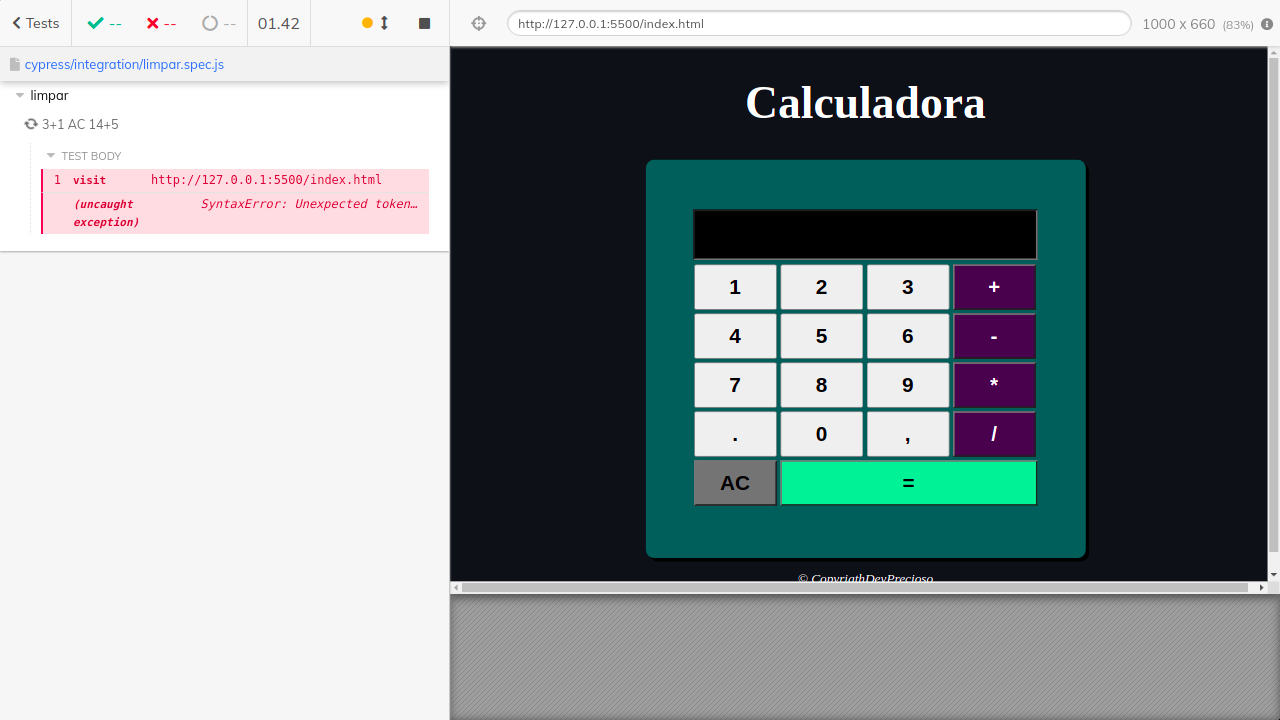 Tests
--
--
--
01.42
http://127.0.0.1:5500/index.html
1000 x 660 (83%)
cypress/integration/limpar.spec.js
limpar
3+1 AC 14+5
TEST BODY
1 visit http://127.0.0.1:5500/index.html
(uncaught SyntaxError: Unexpected token…
exception)
Calculadora
1 2 3 +
4 5 6 -
7 8 9 *
. 0 , /
AC =
© CopyriathDevPrecioso